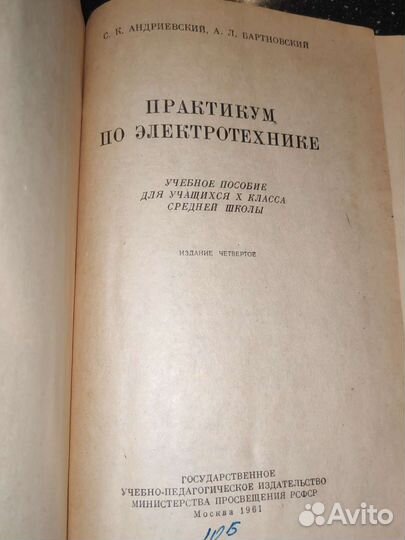 С. К. АНДРИЕВСКИЙ, А. Л. БАРТНОВСКИЙ
ПРАКТИКУМ
ПО ЭЛЕКТРОТЕХНИКЕ
УЧЕБНОЕ ПОСОБИЕ
ДЛЯ УЧАЩИХСЯ X КЛАССА
СРЕДНЕЙ ШКОЛЫ
ИЗДАНИЕ ЧЕТВЕРТОЕ
ГОСУДАРСТВЕННОЕ
УЧЕБНО-ПЕДАГОГИЧЕСКОЕ ИЗДАТЕЛЬСТВО
МИНИСТЕРСТВА ПРОСВЕЩЕНИЯ РСФСР
Москва 1961
Avito